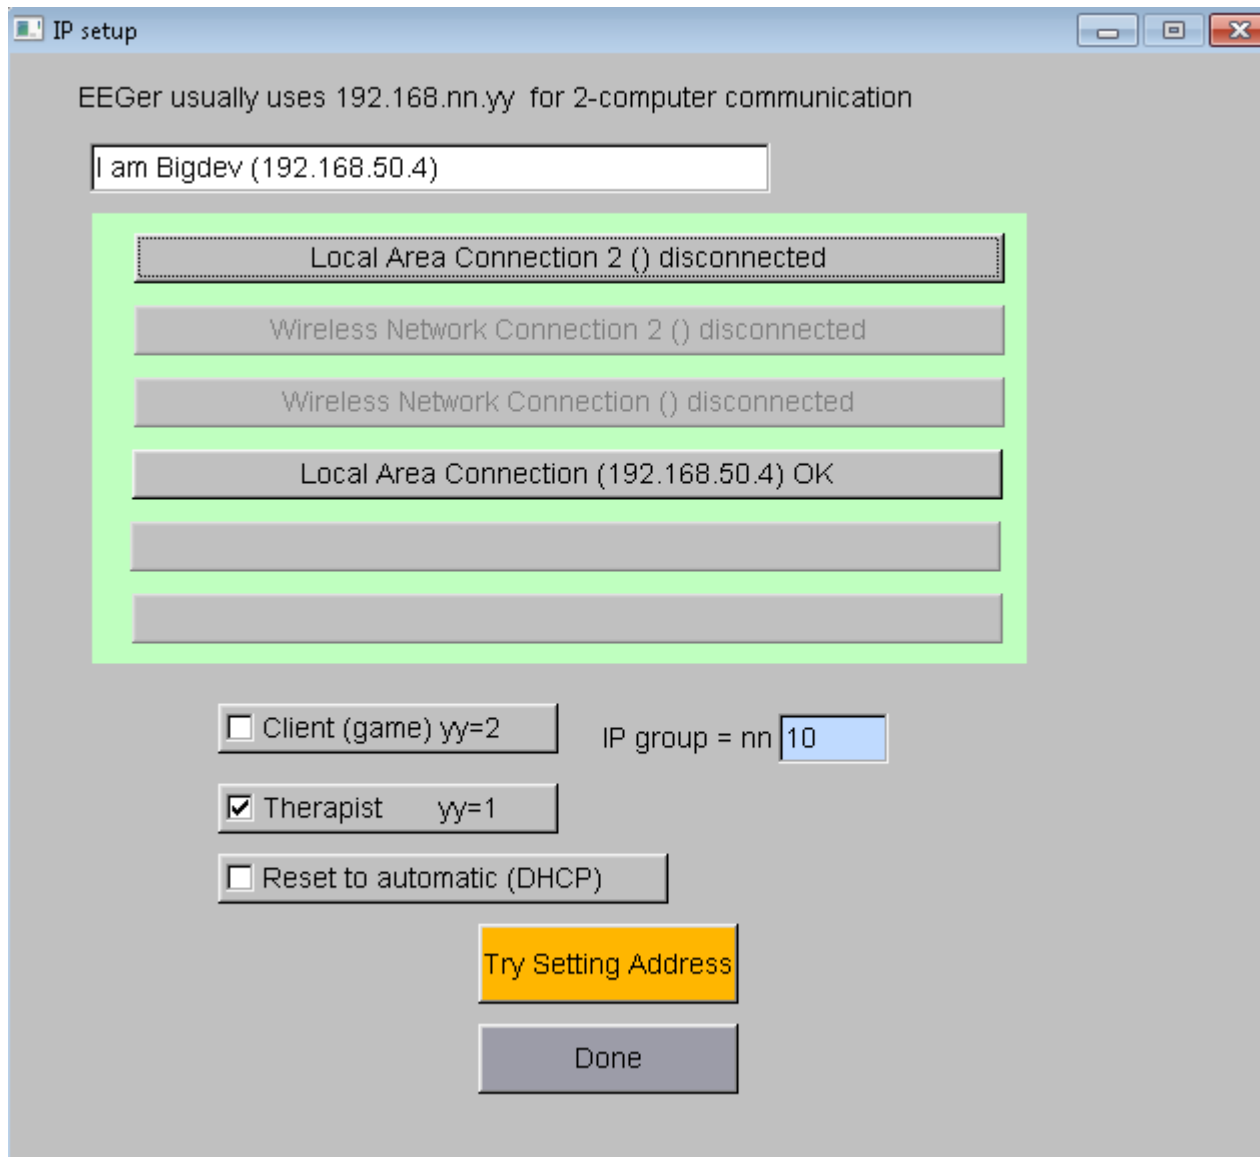 IP setup
EEGer usually uses 192.168.nn.yy for 2-computer communication
I am Bigdev (192.168.50.4)
Local Area Connection 2 () disconnected
Wireless Network Connection 2 () disconnected
Wireless Network Connection () disconnected
Local Area Connection (192.168.50.4) OK
Client (game) yy=2
IP group = nn 10
Therapist yy=1
Reset to automatic (DHCP)
Try Setting Address
Done